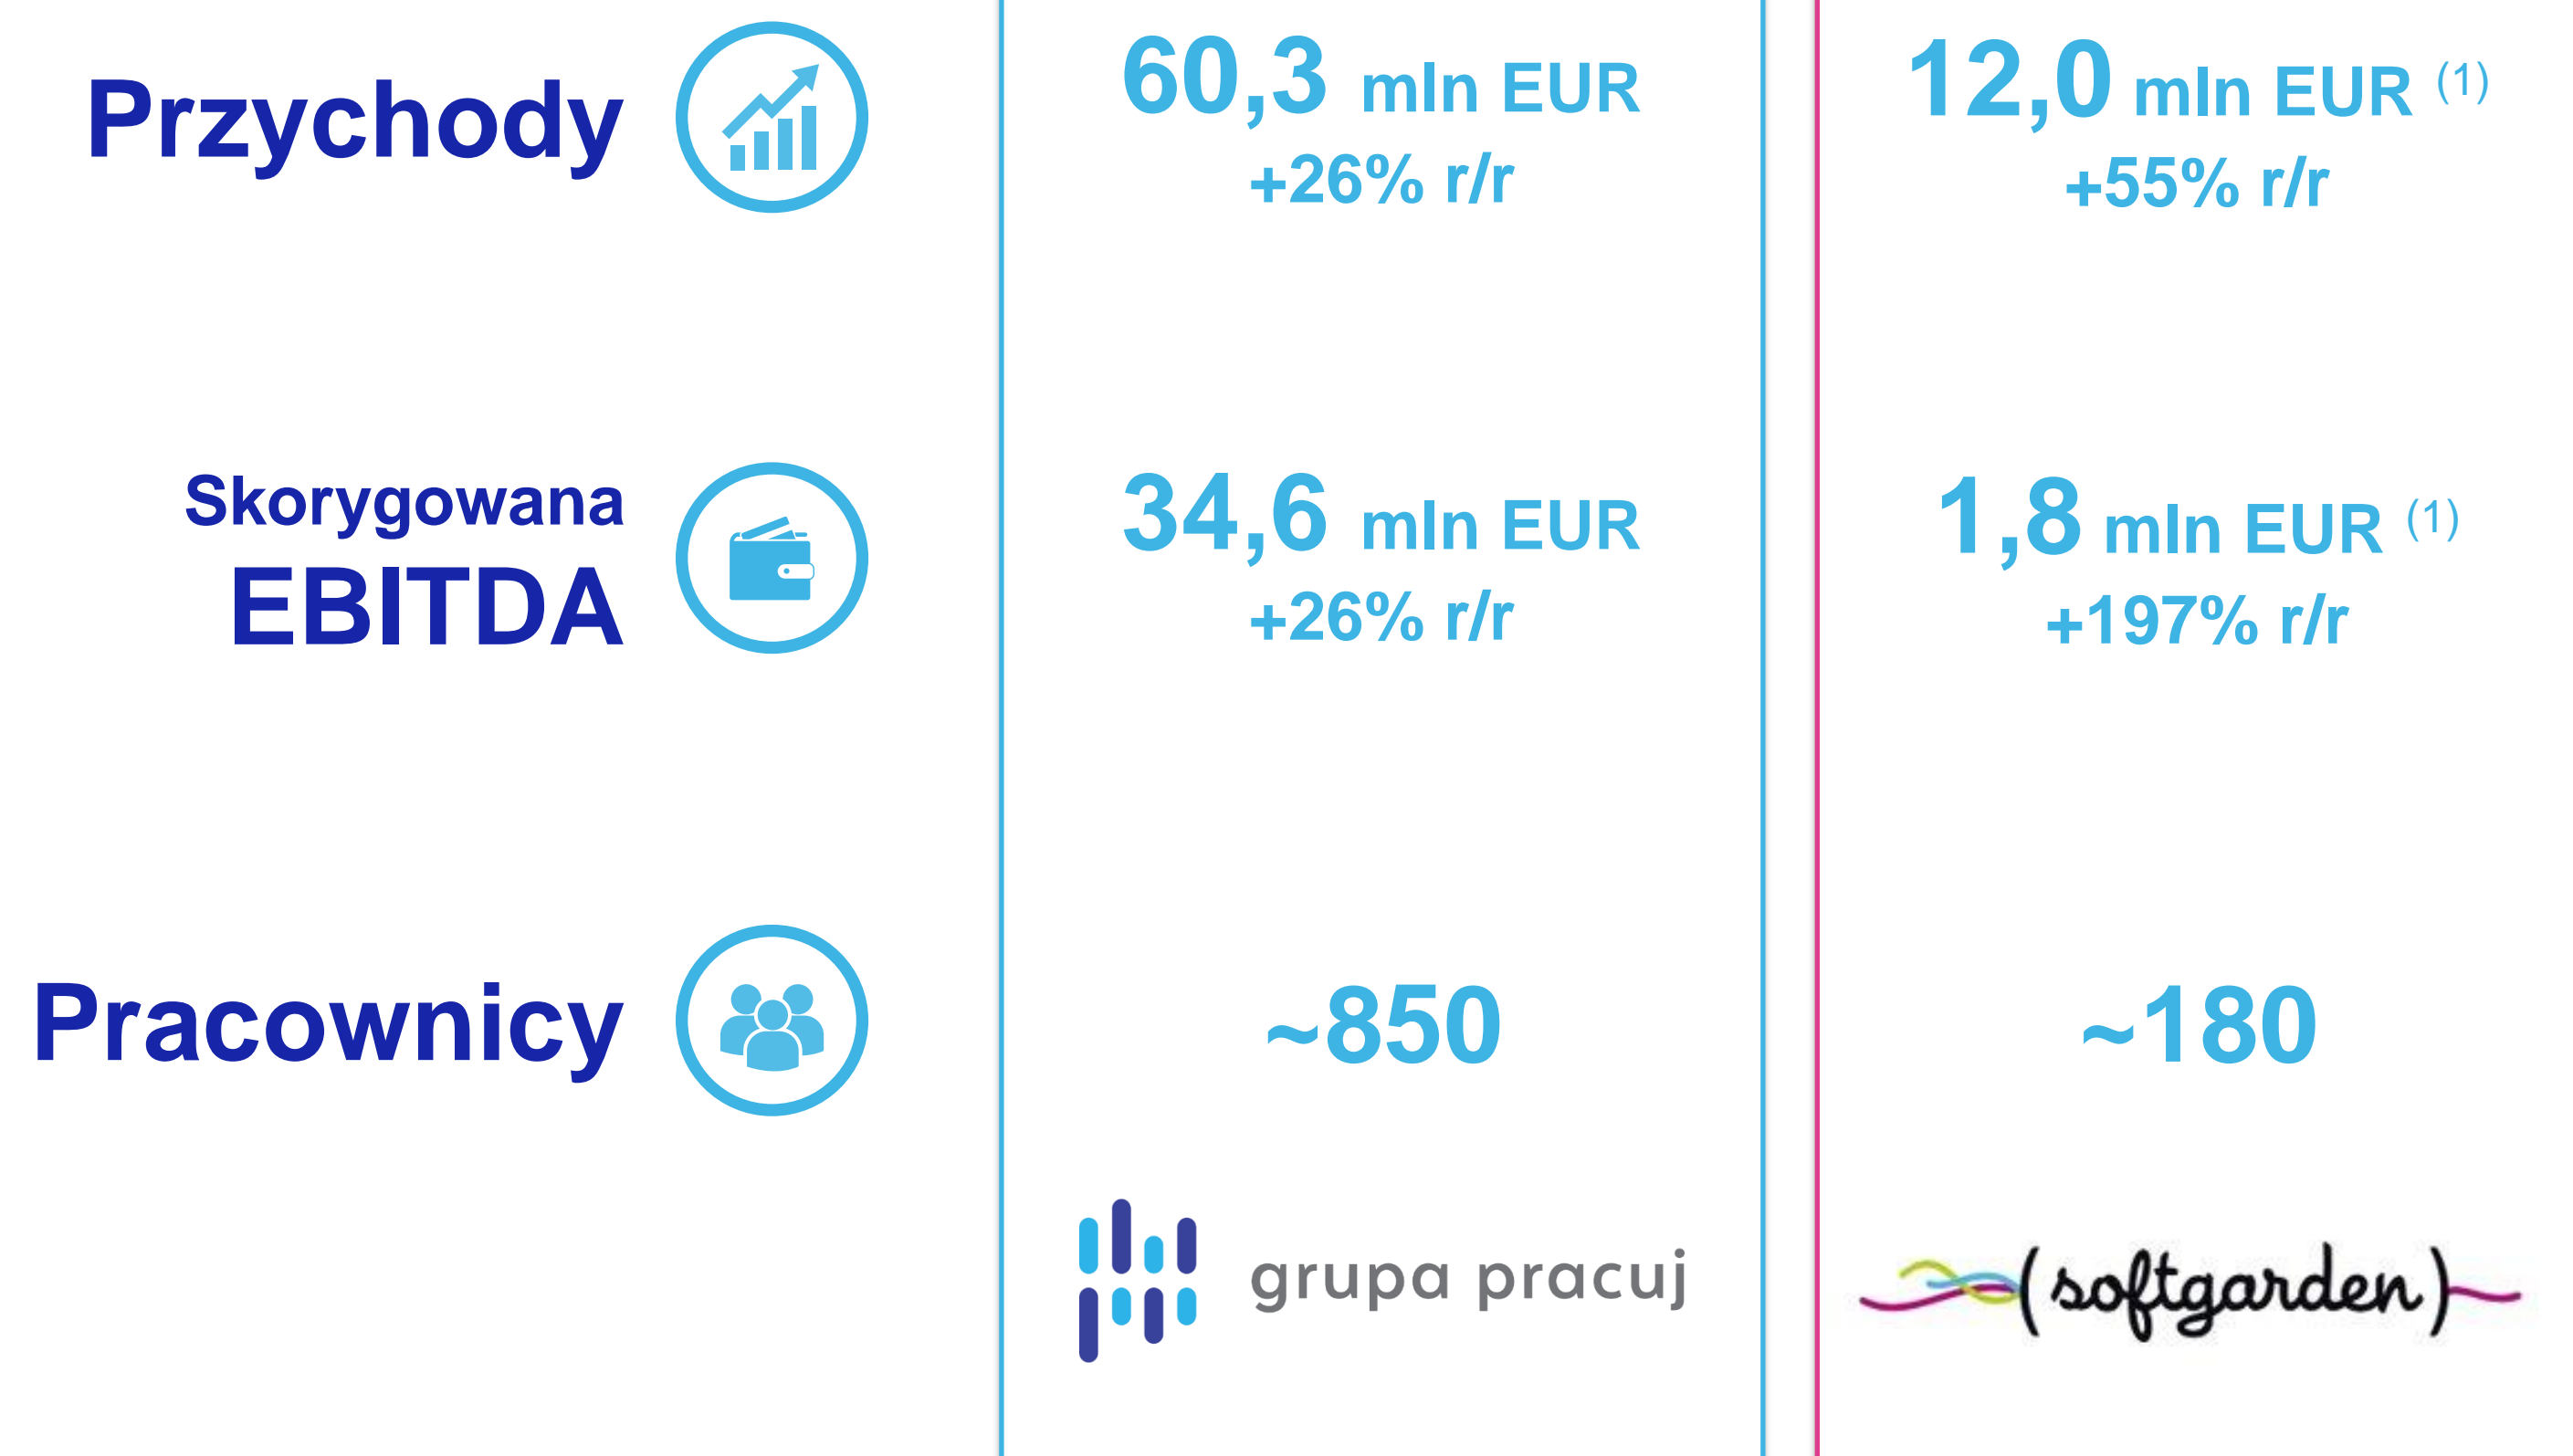 Przychody
60,3 mln EUR
+26% r/r
12,0 mln EUR (1)
+55% r/r
Skorygowana
EBITDA
34,6 mln EUR
+26% r/r
1,8 mln EUR (1)
+197% r/r
Pracownicy
~850
~180
grupa pracuj
(softgarden)